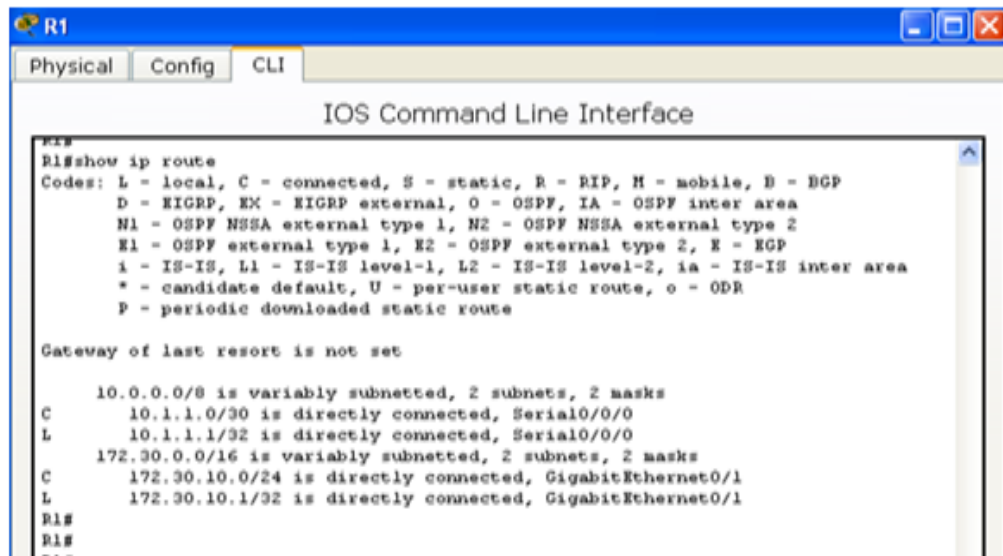 R1
Physical Config CLI
IOS Command Line Interface
R1#
R1#show ip route
Codes: L - local, C - connected, S - static, R - RIP, M - mobile, B - BGP
D - EIGRP, EX - EIGRP external, O - OSPF, IA - OSPF inter area
N1 - OSPF NSSA external type 1, N2 - OSPF NSSA external type 2
E1 - OSPF external type 1, E2 - OSPF external type 2, E - EGP
i - IS-IS, L1 - IS-IS level-1, L2 - IS-IS level-2, ia - IS-IS inter area
* - candidate default, U - per-user static route, o - ODR
P - periodic downloaded static route
Gateway of last resort is not set
10.0.0.0/8 is variably subnetted, 2 subnets, 2 masks
C 10.1.1.0/30 is directly connected, Serial0/0/0
L 10.1.1.1/32 is directly connected, Serial0/0/0
172.30.0.0/16 is variably subnetted, 2 subnets, 2 masks
C 172.30.10.0/24 is directly connected, GigabitEthernet0/1
L 172.30.10.1/32 is directly connected, GigabitEthernet0/1
R1#
R1#